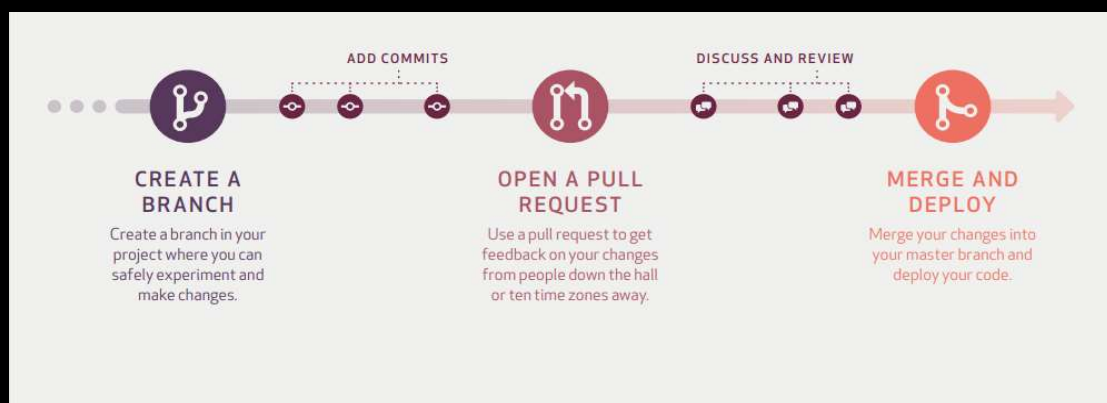 ADD COMMITS
DISCUSS AND REVIEW
CREATE A
BRANCH
Create a branch in your
project where you can
safely experiment and
make changes.
OPEN A PULL
REQUEST
Use a pull request to get
feedback on your changes
from people down the hall
or ten time zones away.
MERGE AND
DEPLOY
Merge your changes into
your master branch and
deploy your code.